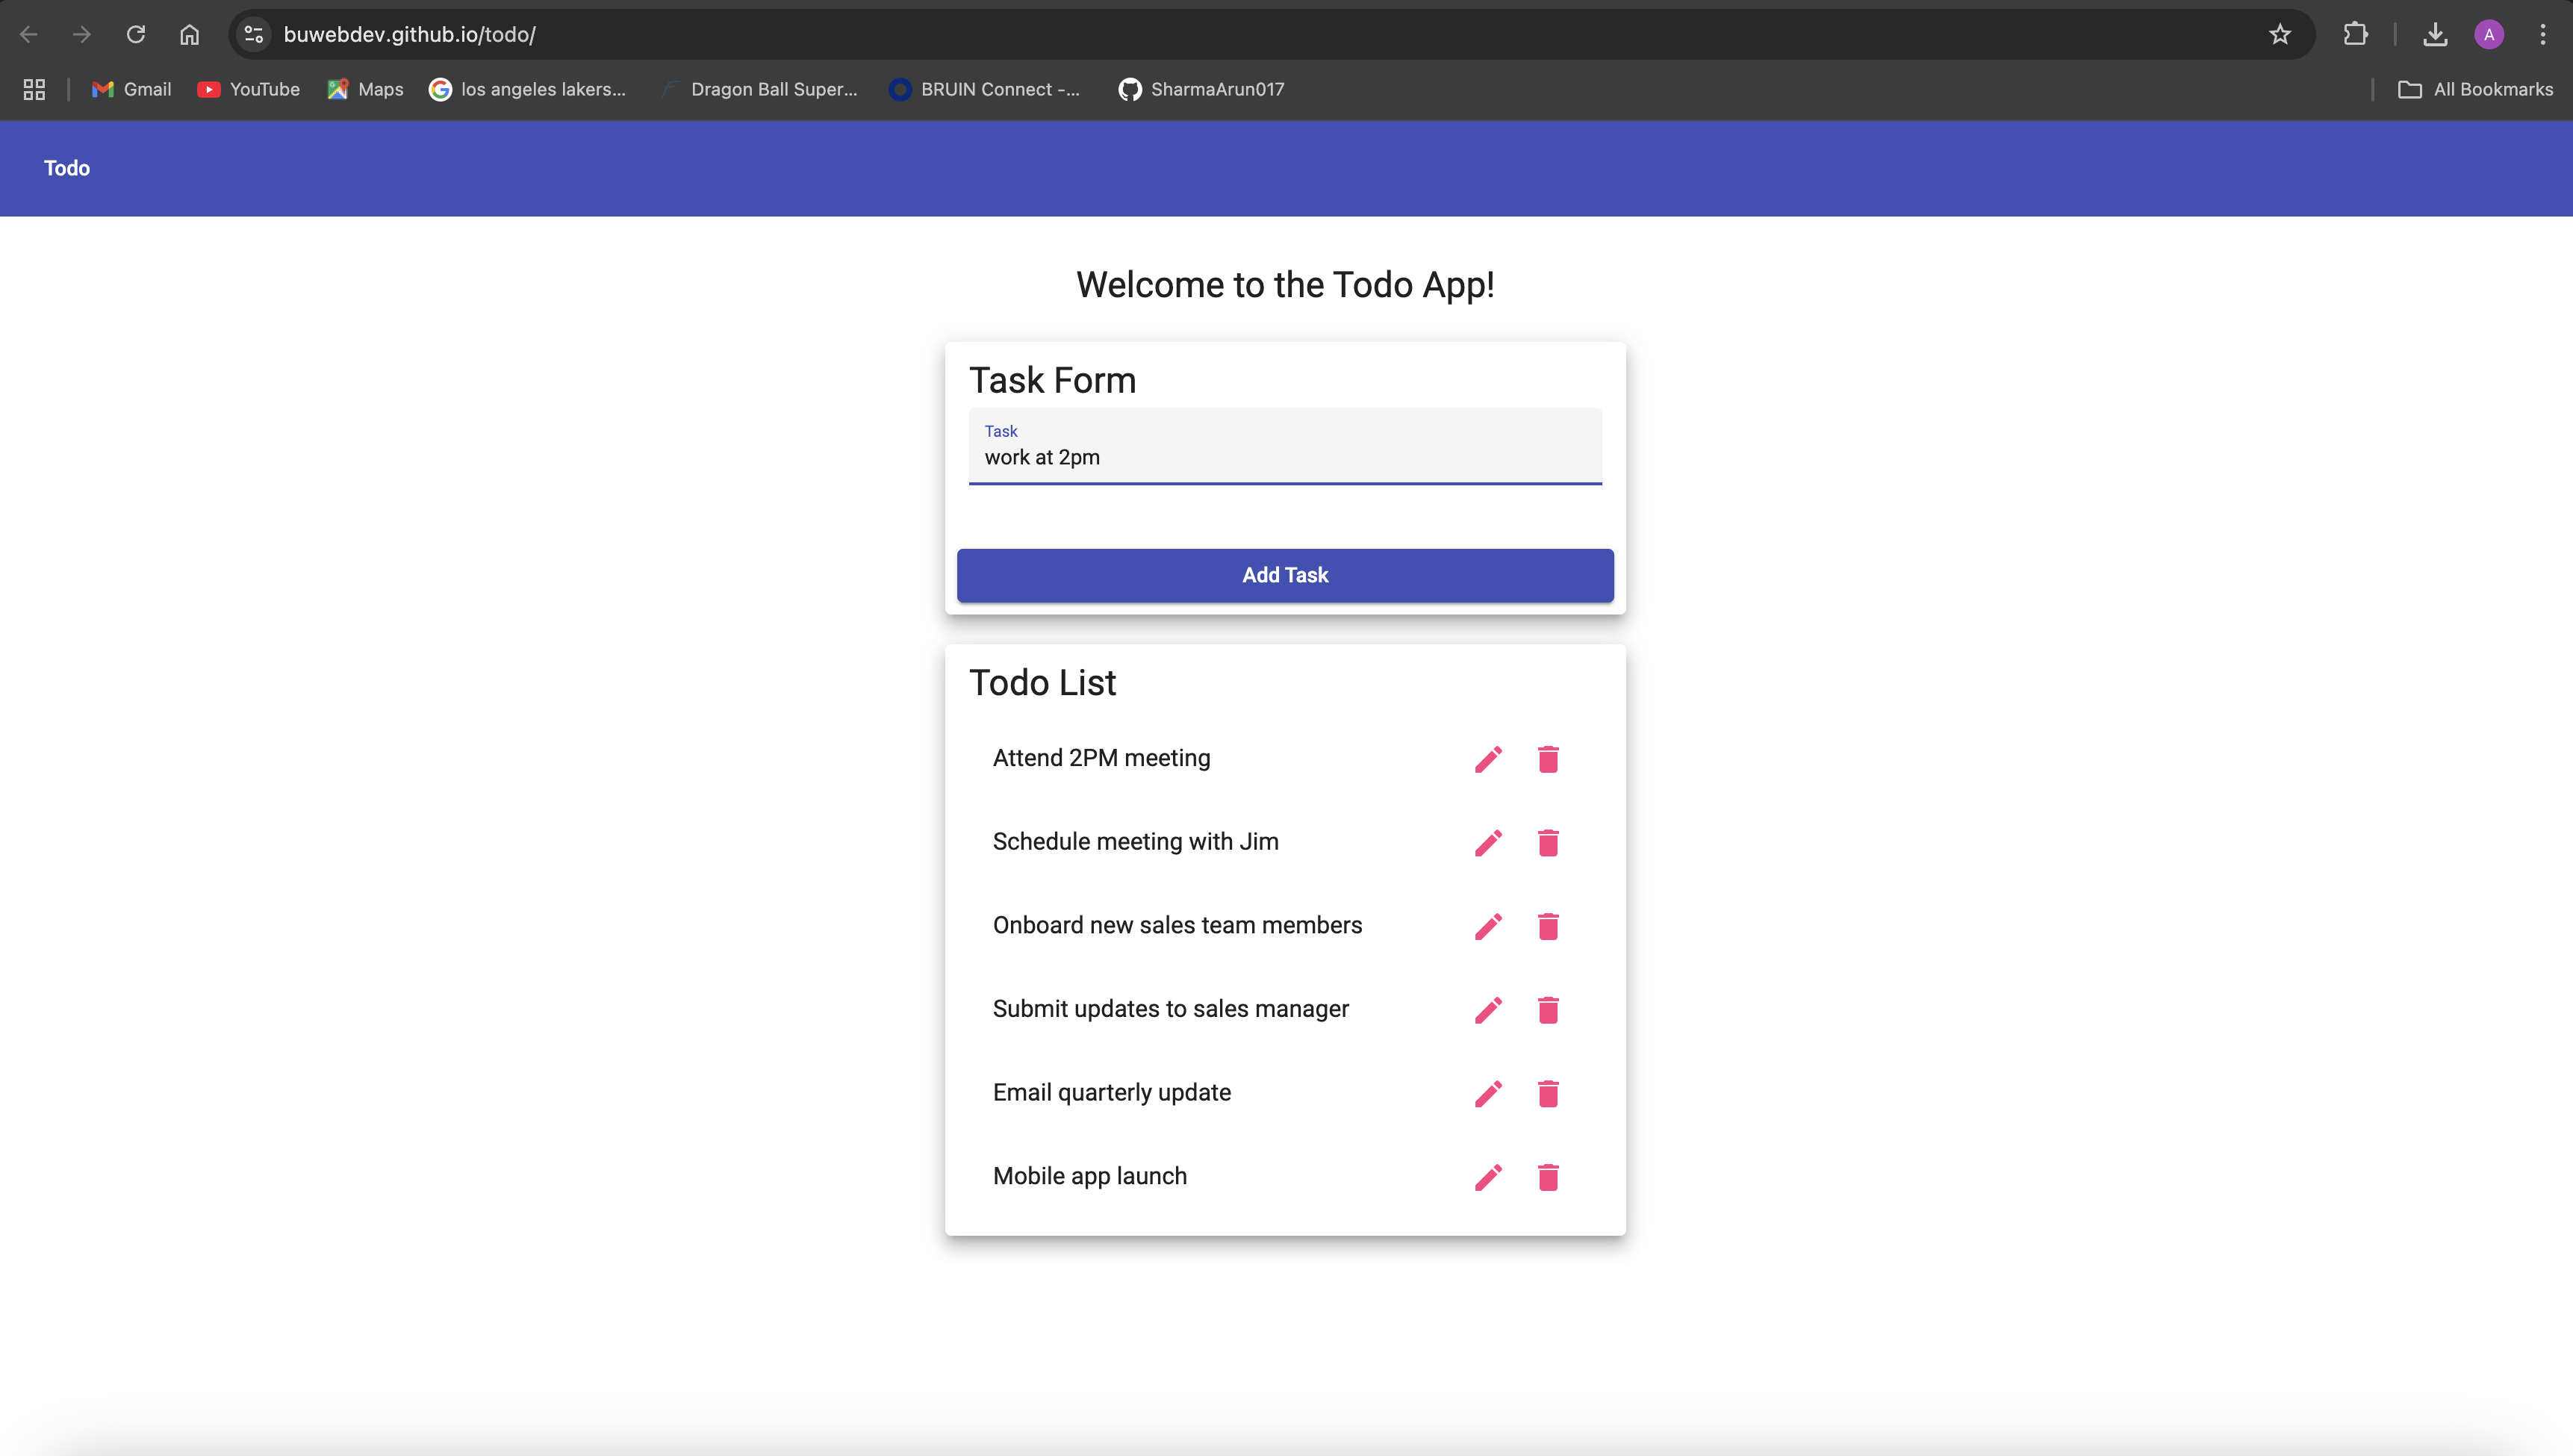 buwebdev.github.io/todo/
A
Gmail
YouTube
Maps
los angeles lakers...
Dragon Ball Super...
BRUIN Connect -...
SharmaArun017
All Bookmarks
Todo
Welcome to the Todo App!
Task Form
Task
work at 2pm
Add Task
Todo List
Attend 2PM meeting
Schedule meeting with Jim
Onboard new sales team members
Submit updates to sales manager
Email quarterly update
Mobile app launch